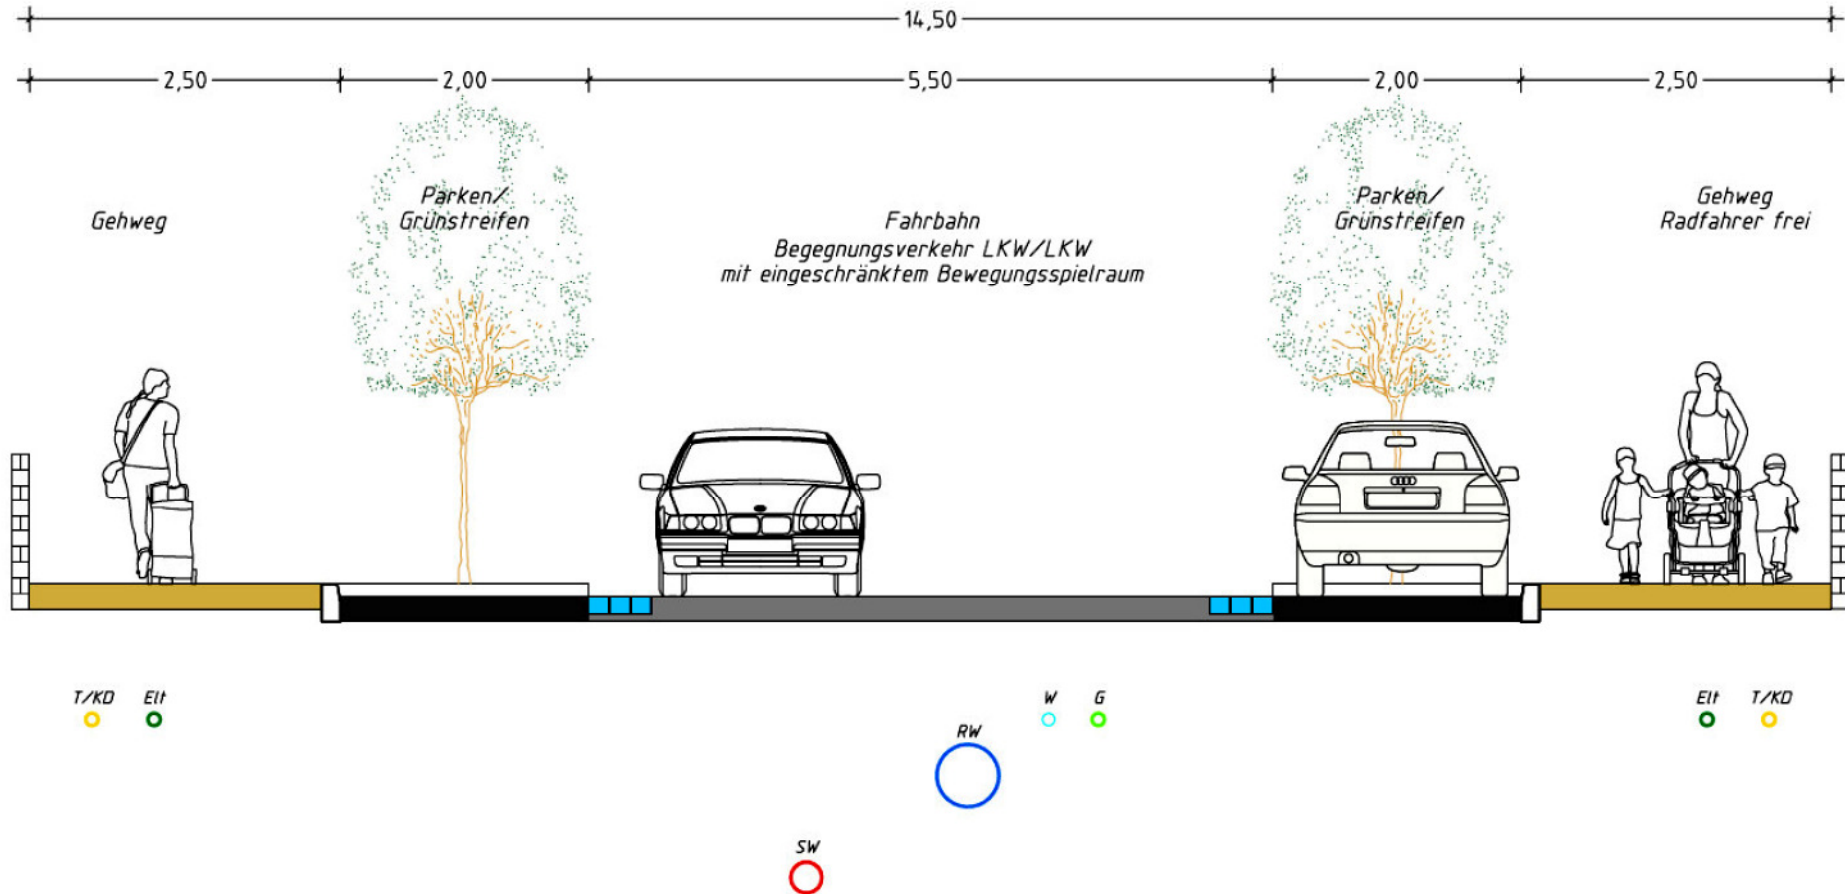 14,50
2,50
2,00
5,50
2,00
2,50
Gehweg
Parken/
Grünstreifen
Fahrbahn
Begegnungsverkehr LKW/LKW
mit eingeschränktem Bewegungsspielraum
Parken/
Grünstreifen
Gehweg
Radfahrer frei
T/KD
Elt
W
G
Elt
T/KD
RW
SW